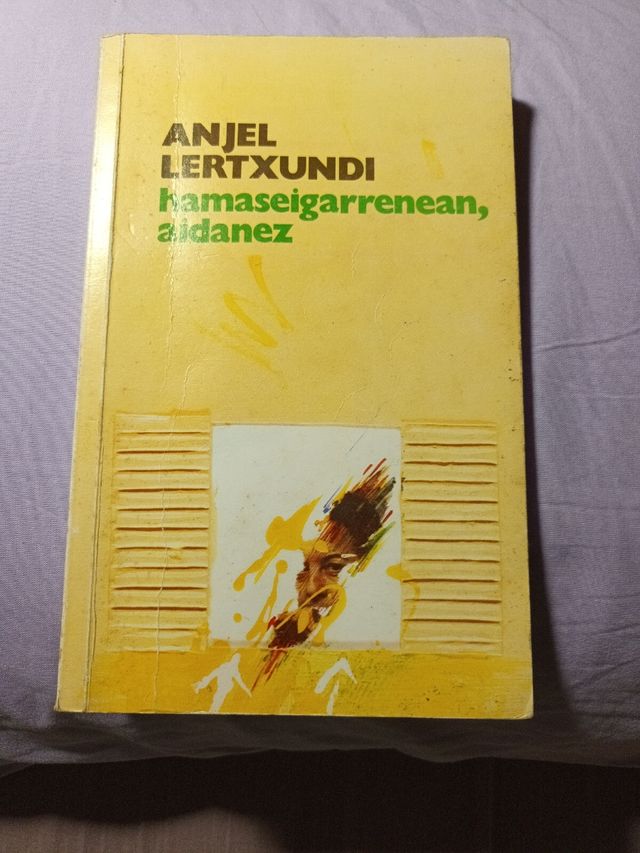 ANJEL
LERTXUNDI
hamaseigarrenean,
aidanez